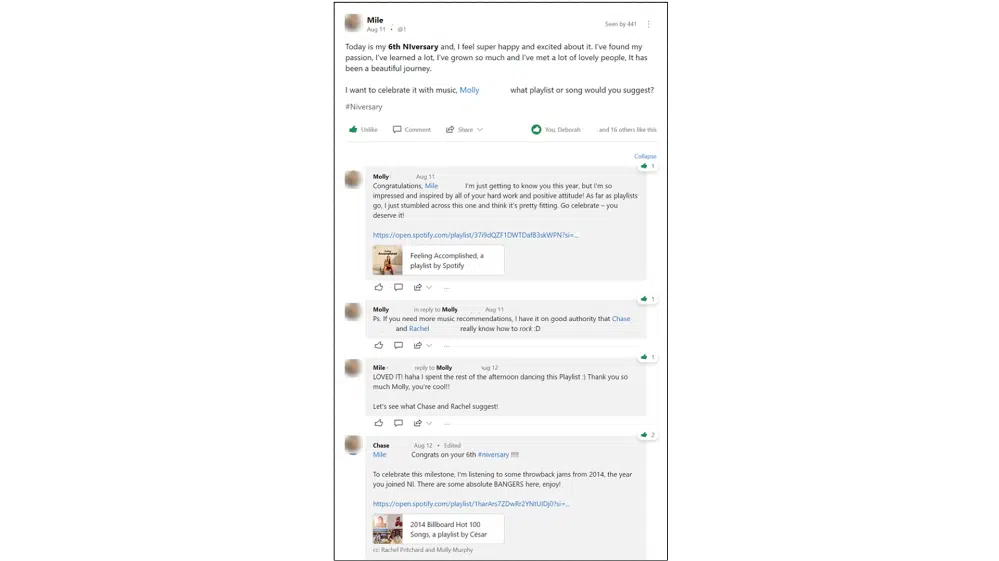 Mile
Aug 11 • @1
Seen by 441
Today is my 6th NIversary and, I feel super happy and excited about it. I've found my
passion, I've learned a lot, I've grown so much and I've met a lot of lovely people, It has
been a beautiful journey.
I want to celebrate it with music, Molly what playlist or song would you suggest?
#Niversary
Unlike Comment Share You, Deborah and 16 others like this
Collapse
1
Molly Aug 11
Congratulations, Mile I'm just getting to know you this year, but I'm so
impressed and inspired by all of your hard work and positive attitude! As far as playlists
go, I just stumbled across this one and think it's pretty fitting. Go celebrate – you
deserve it!
https://open.spotify.com/playlist/37i9dQZF1DWTDafB3skWPN?si=...
Feeling Accomplished, a
playlist by Spotify
1
Molly in reply to Molly Aug 11
Ps. If you need more music recommendations, I have it on good authority that Chase
and Rachel really know how to rock :D
1
Mile reply to Molly Aug 12
LOVED IT! haha I spent the rest of the afternoon dancing this Playlist :) Thank you so
much Molly, you're cool!!
Let's see what Chase and Rachel suggest!
2
Chase Aug 12 • Edited
Mile Congrats on your 6th #niversary !!!!!
To celebrate this milestone, I'm listening to some throwback jams from 2014, the year
you joined NI. There are some absolute BANGERS here, enjoy!
https://open.spotify.com/playlist/1harArs7ZDwRr2YNtUlDj0?si=...
2014 Billboard Hot 100
Songs, a playlist by César
cc: Rachel Pritchard and Molly Murphy